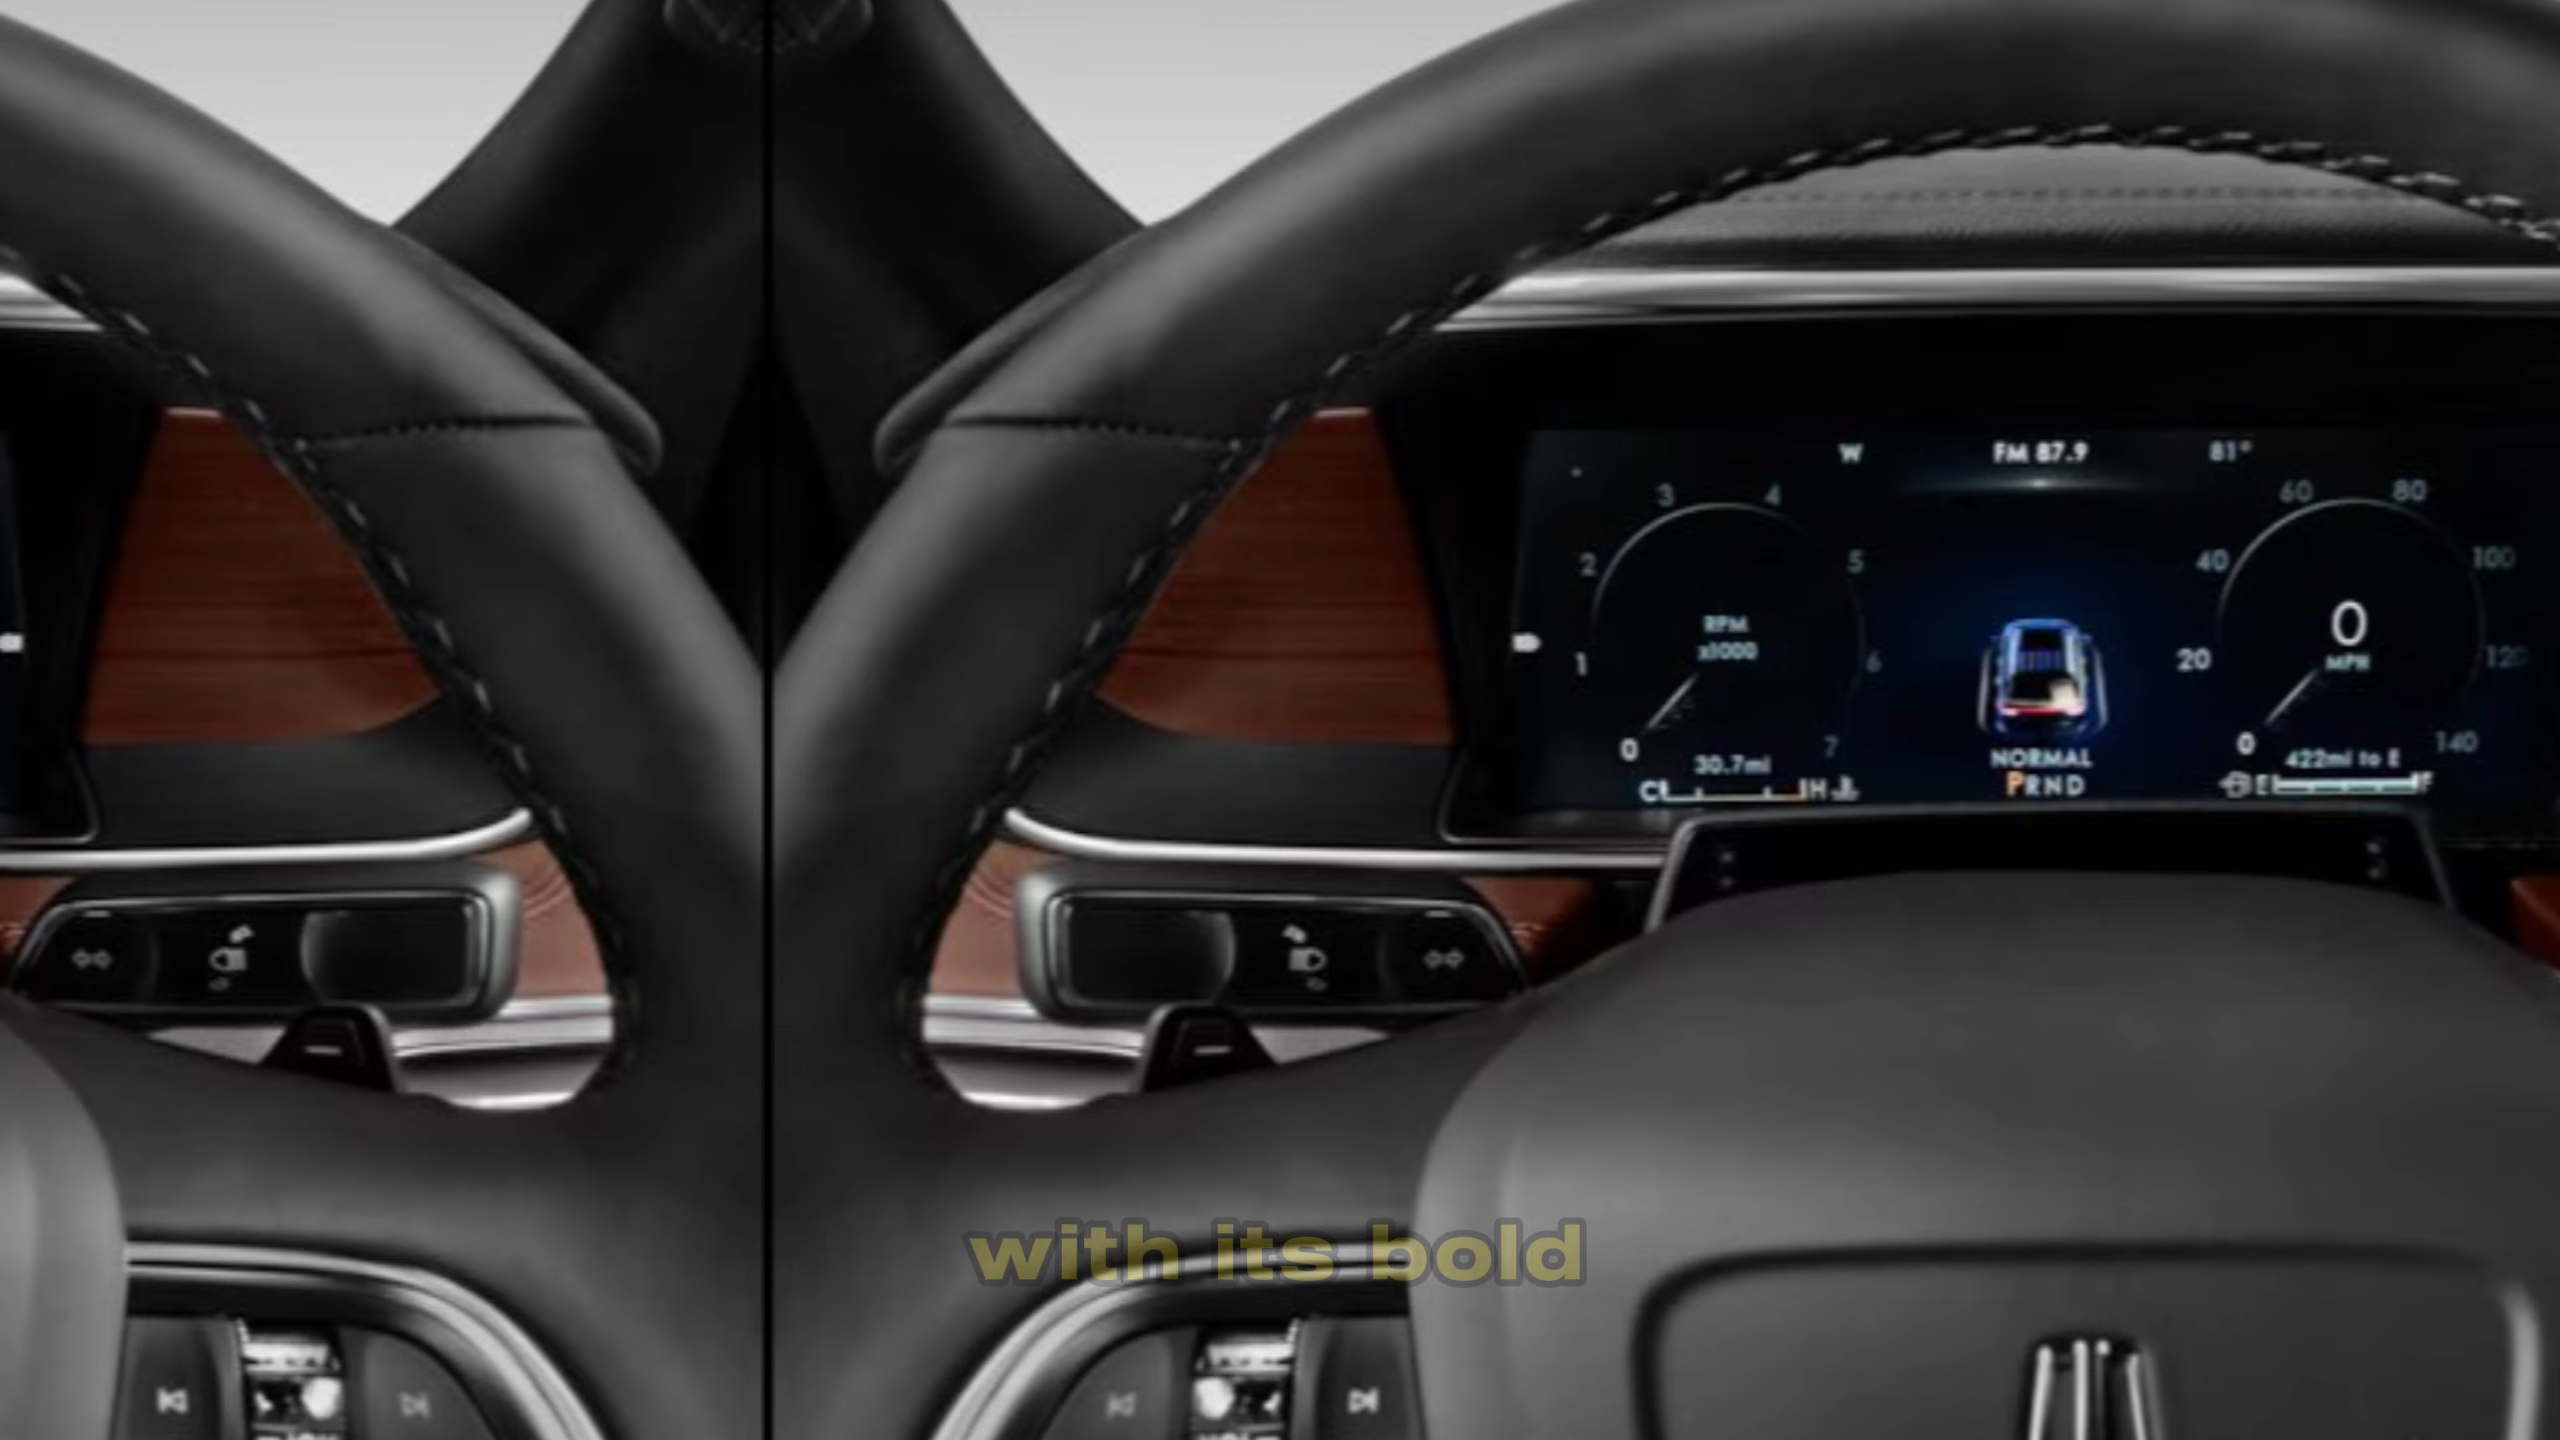 W FM 87.9 81°
3 4 60 80
2 5 40 100
RPM 0
x1000 MPH
1 6 20 120
0 7 0 140
30.7mi NORMAL 422mi to E
C H PRND E F
with its bold